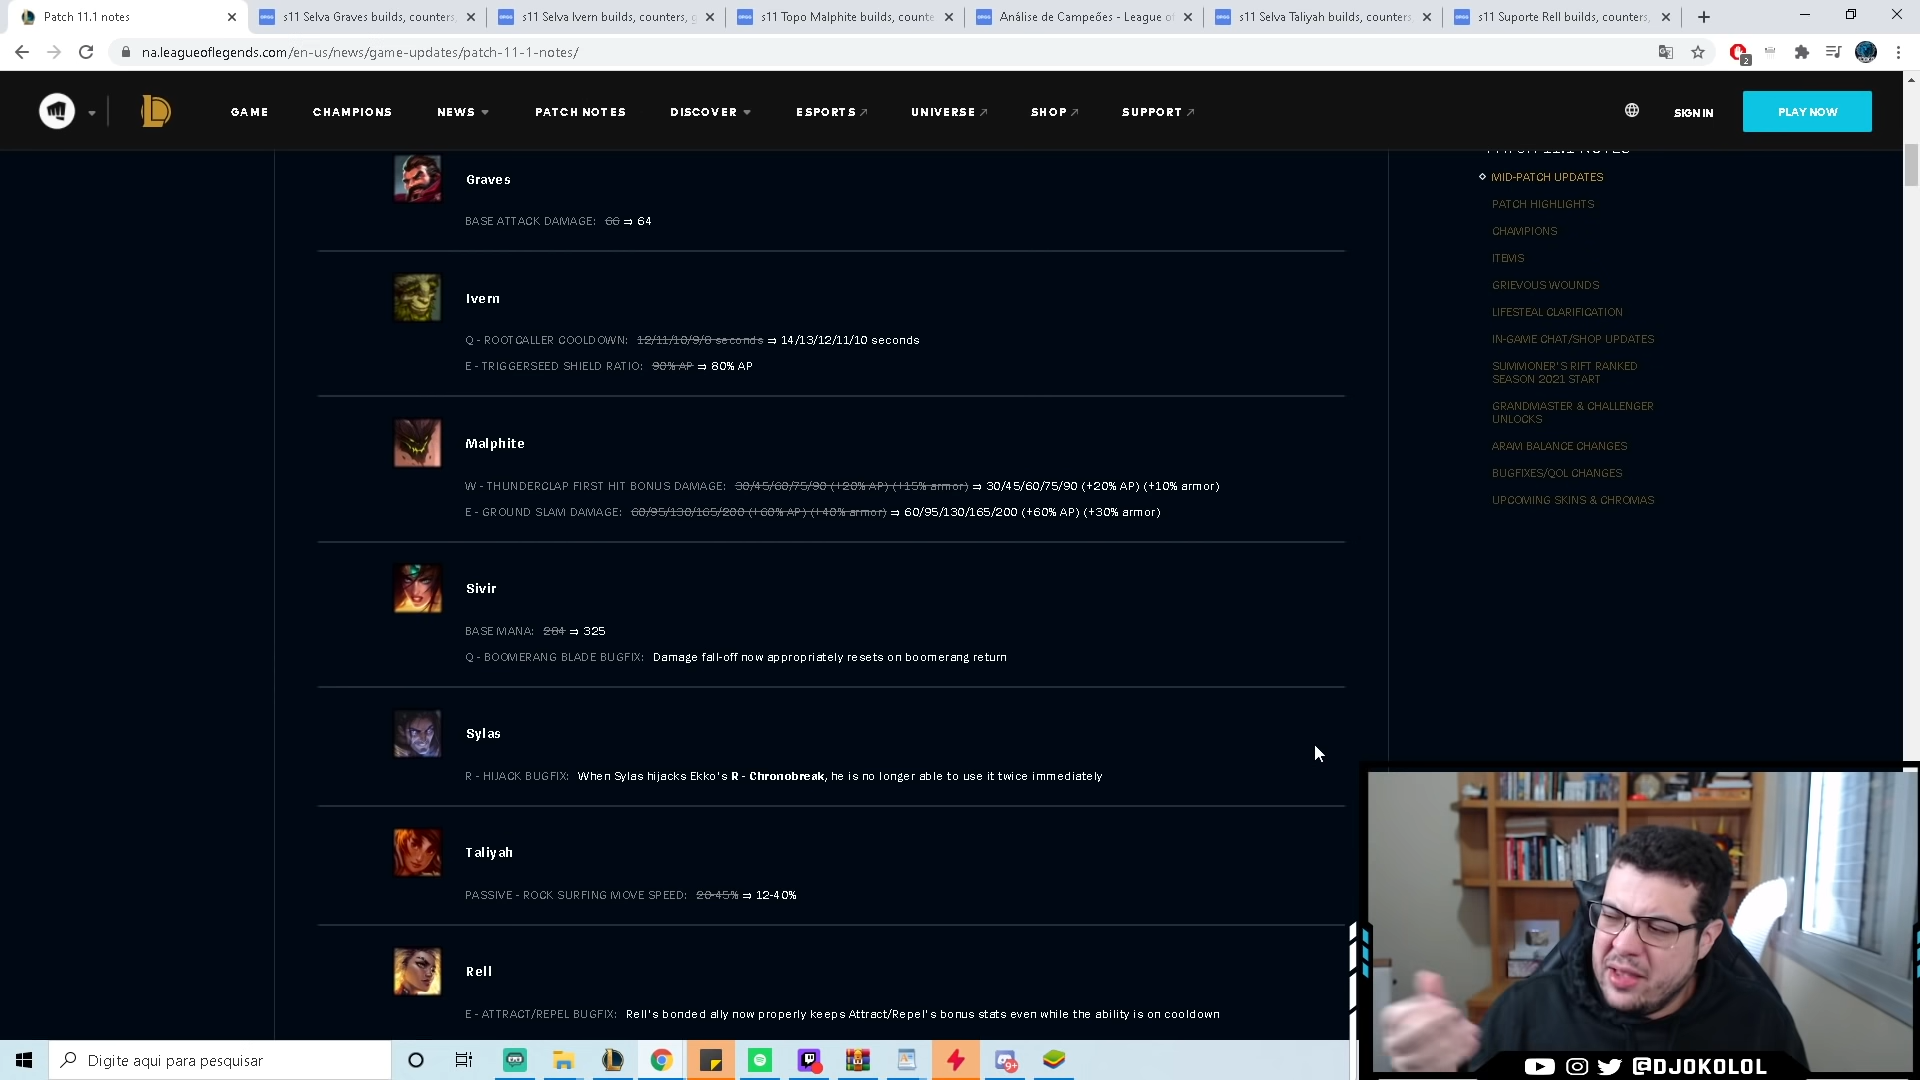 Patch 11.1 notes
s11 Selva Graves builds, counters,
s11 Selva Ivern builds, counters, g
s11 Topo Malphite builds, counte
Análise de Campeões - League o
s11 Selva Taliyah builds, counters,
s11 Suporte Rell builds, counters,
na.leagueoflegends.com/en-us/news/game-updates/patch-11-1-notes/
2
GAME
CHAMPIONS
NEWS
PATCH NOTES
DISCOVER
ESPORTS
UNIVERSE
SHOP
SUPPORT
SIGN IN
PLAY NOW
Graves
BASE ATTACK DAMAGE: 66 ⇒ 64
Ivern
Q - ROOTCALLER COOLDOWN: 12/11/10/9/8 seconds ⇒ 14/13/12/11/10 seconds
E - TRIGGERSEED SHIELD RATIO: 90% AP ⇒ 80% AP
Malphite
W - THUNDERCLAP FIRST HIT BONUS DAMAGE: 30/45/60/75/90 (+20% AP) (+15% armor) ⇒ 30/45/60/75/90 (+20% AP) (+10% armor)
E - GROUND SLAM DAMAGE: 60/95/130/165/200 (+60% AP) (+40% armor) ⇒ 60/95/130/165/200 (+60% AP) (+30% armor)
Sivir
BASE MANA: 284 ⇒ 325
Q - BOOMERANG BLADE BUGFIX: Damage fall-off now appropriately resets on boomerang return
Sylas
R - HIJACK BUGFIX: When Sylas hijacks Ekko's R - Chronobreak, he is no longer able to use it twice immediately
Taliyah
PASSIVE - ROCK SURFING MOVE SPEED: 20-45% ⇒ 12-40%
Rell
E - ATTRACT/REPEL BUGFIX: Rell's bonded ally now properly keeps Attract/Repel's bonus stats even while the ability is on cooldown
PATCH 11.1 NOTES
MID-PATCH UPDATES
PATCH HIGHLIGHTS
CHAMPIONS
ITEMS
GRIEVOUS WOUNDS
LIFESTEAL CLARIFICATION
IN-GAME CHAT/SHOP UPDATES
SUMMONER'S RIFT RANKED
SEASON 2021 START
GRANDMASTER & CHALLENGER
UNLOCKS
ARAM BALANCE CHANGES
BUGFIXES/QOL CHANGES
UPCOMING SKINS & CHROMAS
Digite aqui para pesquisar
9+
@DJOKOLOL